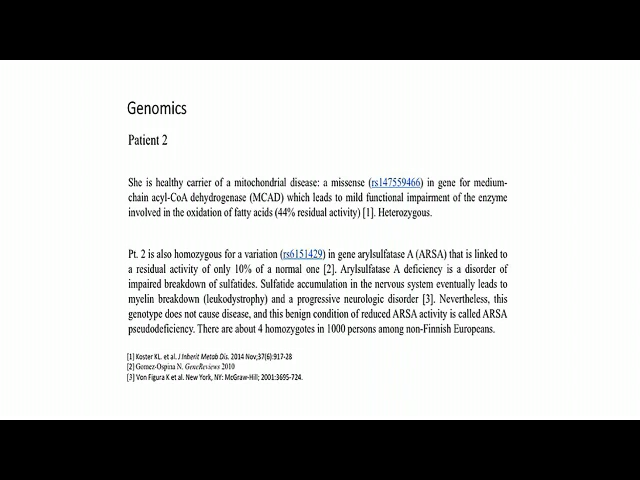 Genomics
Patient 2
She is healthy carrier of a mitochondrial disease: a missense (rs147559466) in gene for medium-
chain acyl-CoA dehydrogenase (MCAD) which leads to mild functional impairment of the enzyme
involved in the oxidation of fatty acids (44% residual activity) [1]. Heterozygous.
Pt. 2 is also homozygous for a variation (rs6151429) in gene arylsulfatase A (ARSA) that is linked to
a residual activity of only 10% of a normal one [2]. Arylsulfatase A deficiency is a disorder of
impaired breakdown of sulfatides. Sulfatide accumulation in the nervous system eventually leads to
myelin breakdown (leukodystrophy) and a progressive neurologic disorder [3]. Nevertheless, this
genotype does not cause disease, and this benign condition of reduced ARSA activity is called ARSA
pseudodeficiency. There are about 4 homozygotes in 1000 persons among non-Finnish Europeans.
[1] Koster KL. et al. J Inherit Metab Dis. 2014 Nov;37(6):917-28
[2] Gomez-Ospina N. GeneReviews 2010
[3] Von Figura K et al. New York, NY: McGraw-Hill; 2001:3695-724.